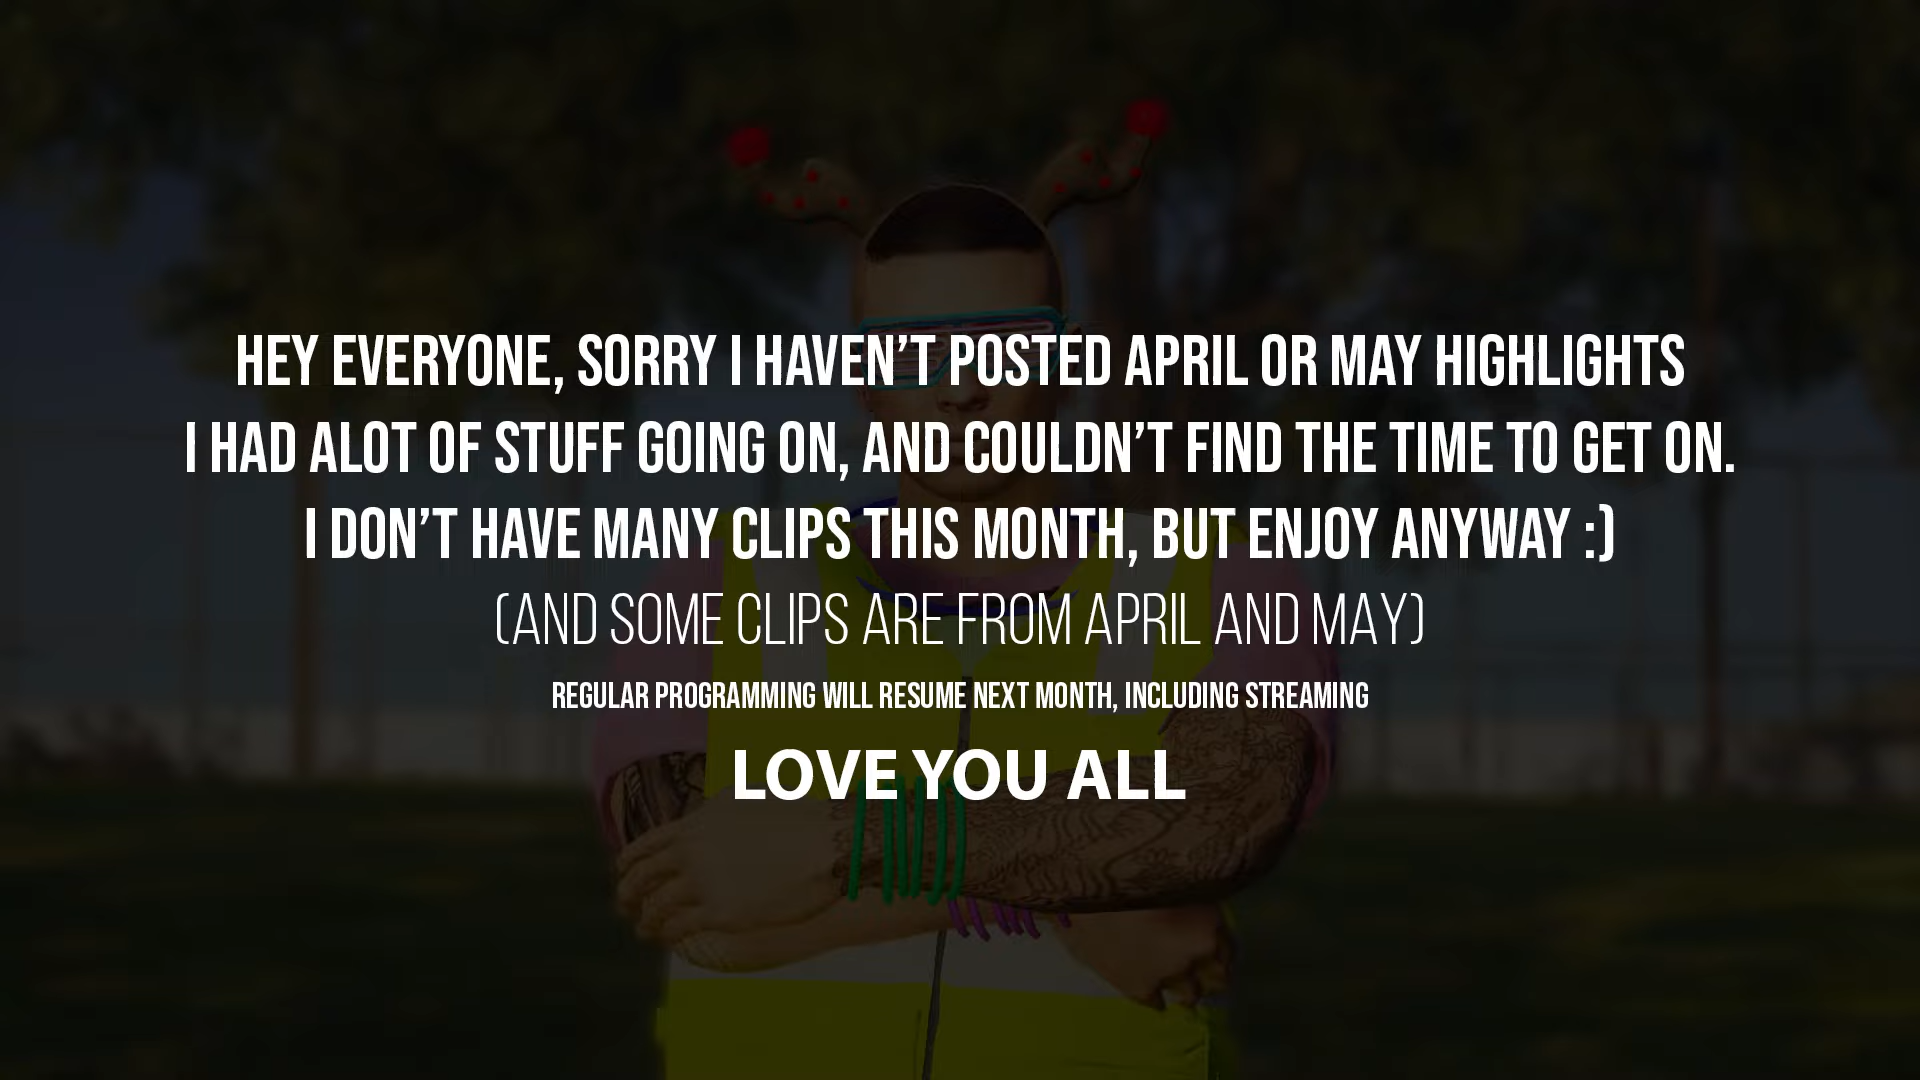 HEY EVERYONE, SORRY I HAVEN’T POSTED APRIL OR MAY HIGHLIGHTS
I HAD ALOT OF STUFF GOING ON, AND COULDN’T FIND THE TIME TO GET ON.
I DON’T HAVE MANY CLIPS THIS MONTH, BUT ENJOY ANYWAY :)
(AND SOME CLIPS ARE FROM APRIL AND MAY)
REGULAR PROGRAMMING WILL RESUME NEXT MONTH, INCLUDING STREAMING
LOVE YOU ALL